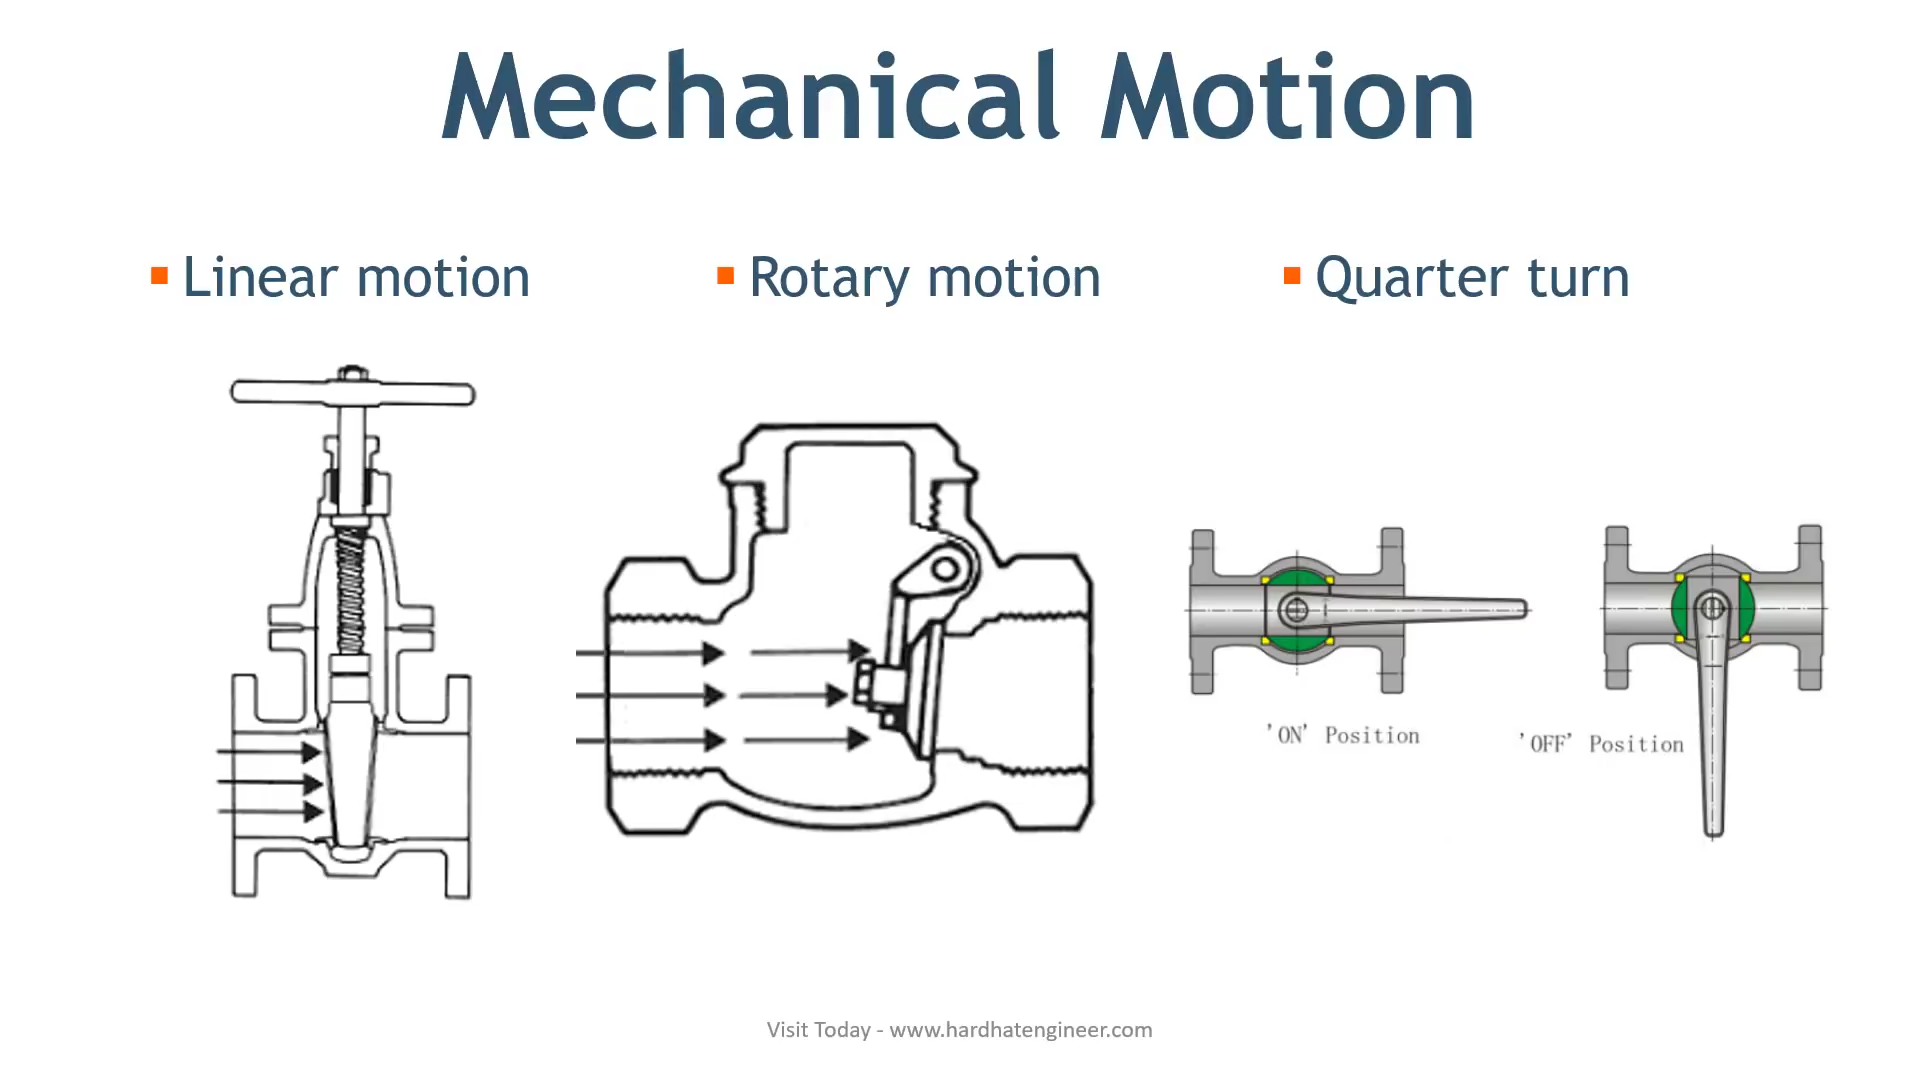 Mechanical Motion
Linear motion
Rotary motion
Quarter turn
'ON' Position
'OFF' Position
Visit Today - www.hardhatengineer.com